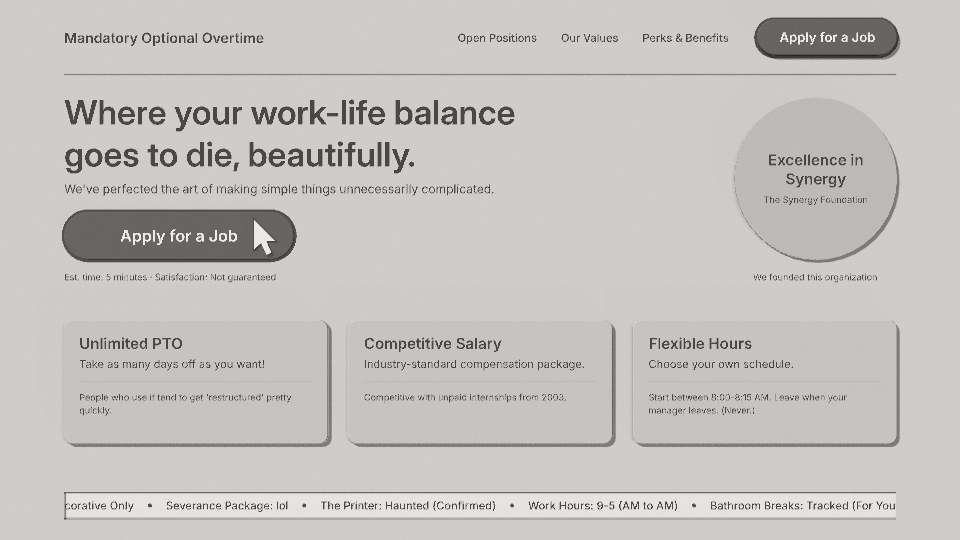 Mandatory Optional Overtime
Open Positions
Our Values
Perks & Benefits
Apply for a Job
Where your work-life balance
goes to die, beautifully.
We've perfected the art of making simple things unnecessarily complicated.
Apply for a Job
Est. time: 5 minutes · Satisfaction: Not guaranteed
Excellence in
Synergy
The Synergy Foundation
We founded this organization
Unlimited PTO
Take as many days off as you want!
People who use it tend to get 'restructured' pretty
quickly.
Competitive Salary
Industry-standard compensation package.
Competitive with unpaid internships from 2003.
Flexible Hours
Choose your own schedule.
Start between 8:00-8:15 AM. Leave when your
manager leaves. (Never.)
corative Only • Severance Package: lol • The Printer: Haunted (Confirmed) • Work Hours: 9-5 (AM to AM) • Bathroom Breaks: Tracked (For You